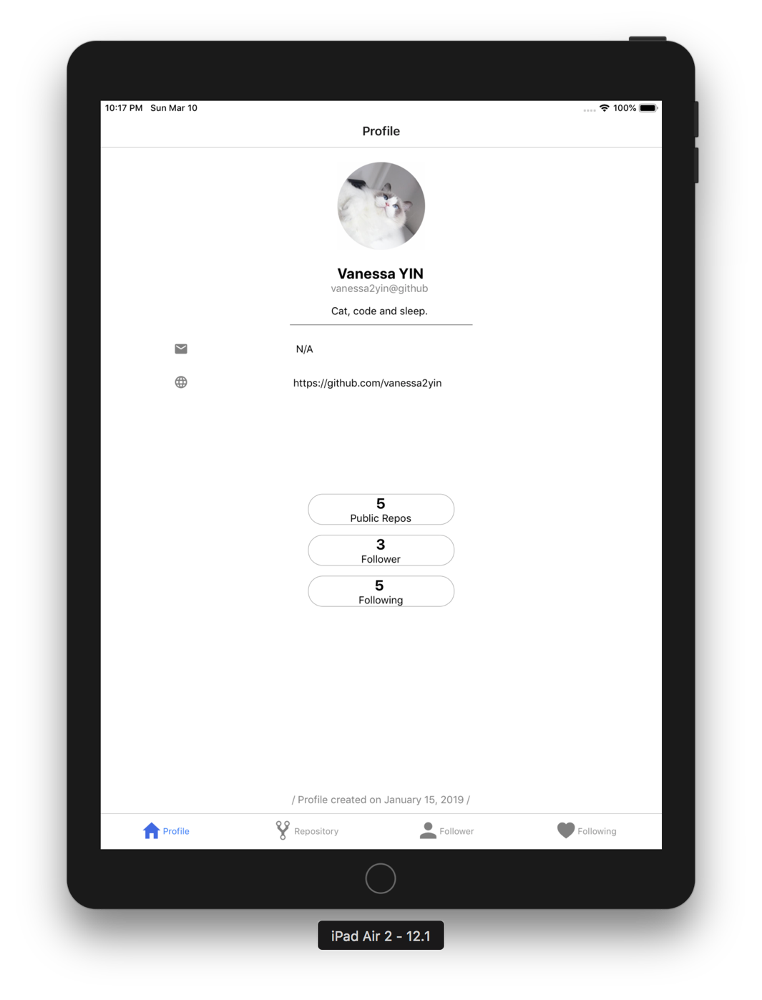 10:17 PM Sun Mar 10 100%
Profile
Vanessa YIN
vanessa2yin@github
Cat, code and sleep.
N/A
https://github.com/vanessa2yin
5
Public Repos
3
Follower
5
Following
/ Profile created on January 15, 2019 /
Profile Repository Follower Following
iPad Air 2 - 12.1